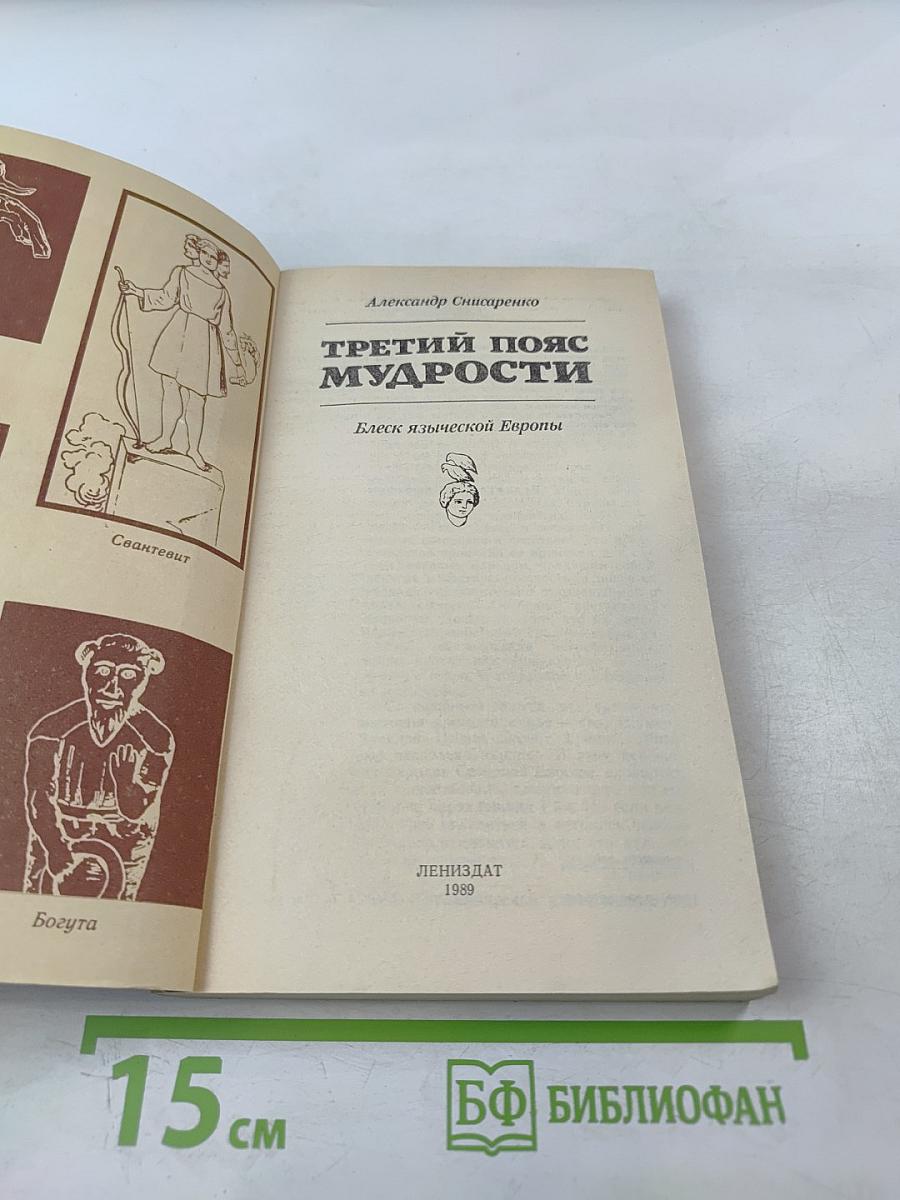 Свантевит
Богута
Александр Снисаренко
ТРЕТИЙ ПОЯС
МУДРОСТИ
Блеск языческой Европы
ЛЕНИЗДАТ
1989
15 см
БФ БИБЛИОФАН